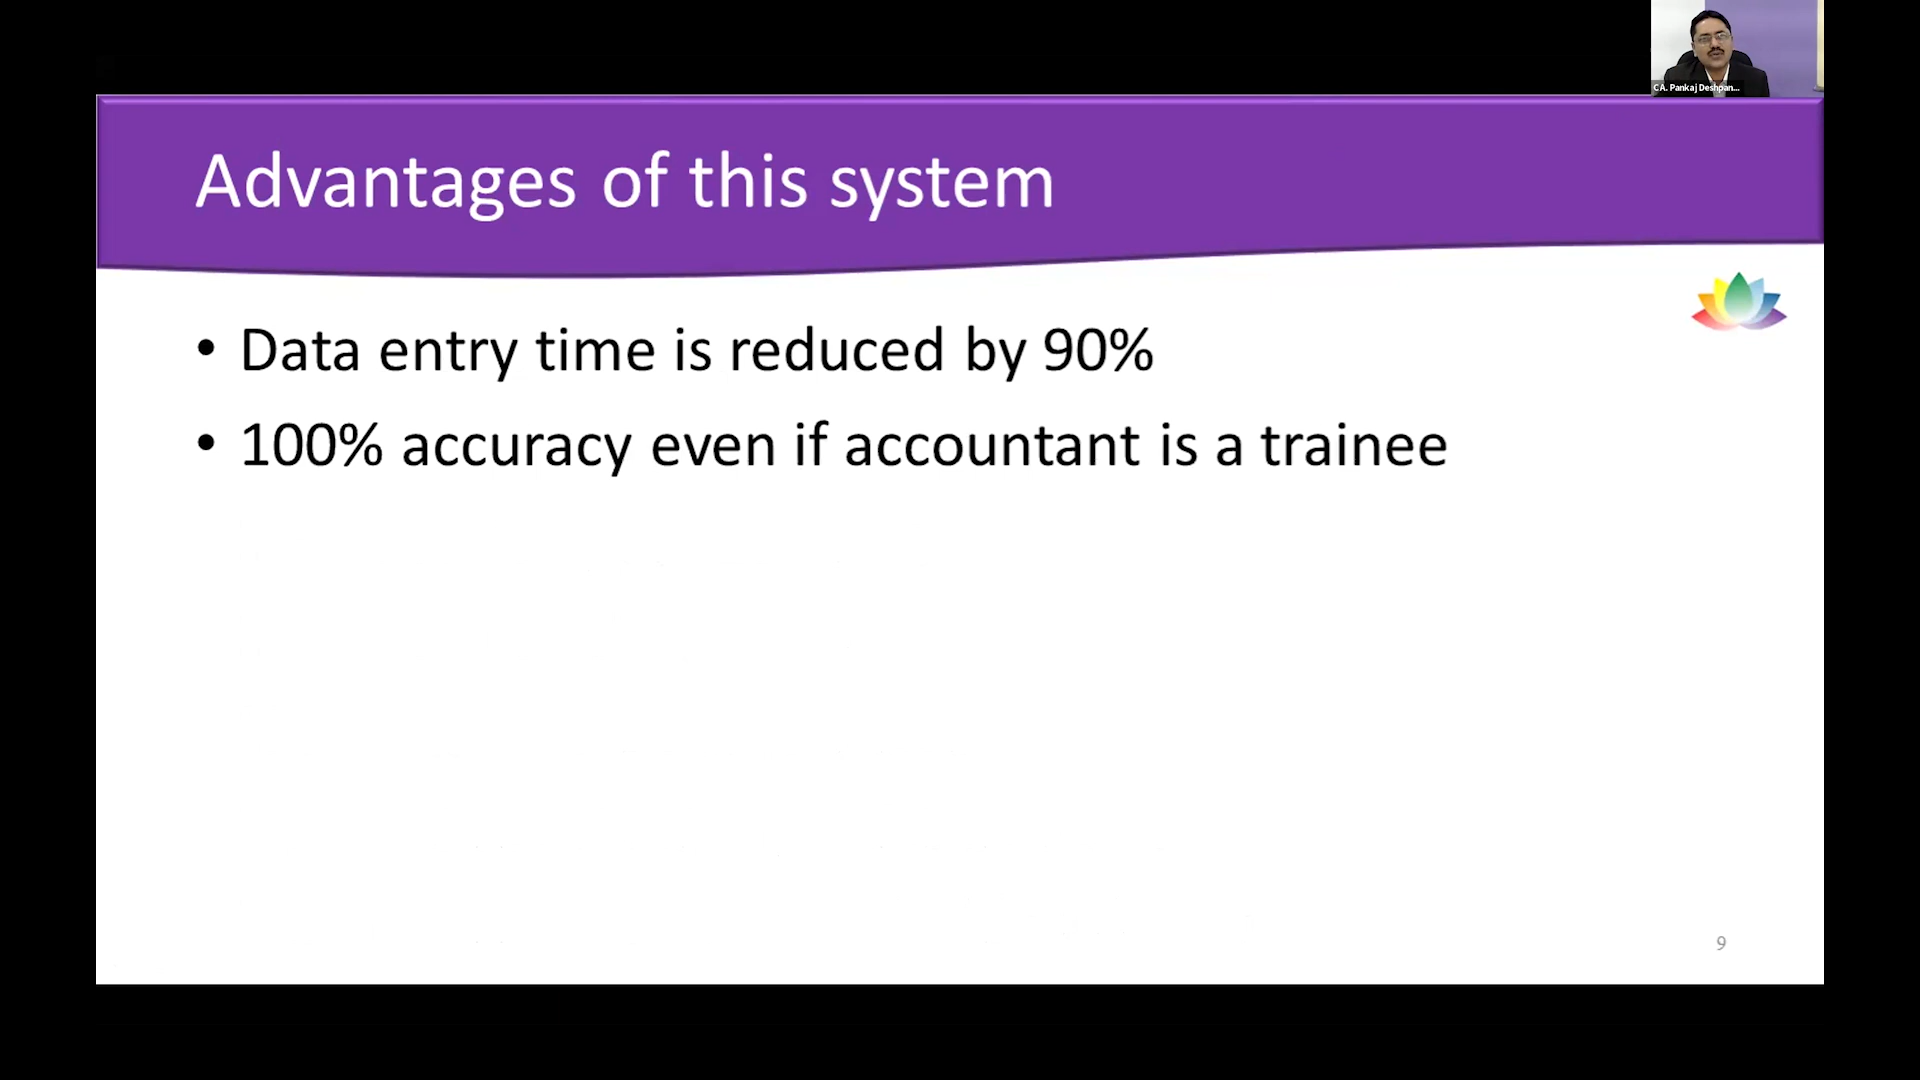 CA. Pankaj Deshpan...
Advantages of this system
• Data entry time is reduced by 90%
• 100% accuracy even if accountant is a trainee
9